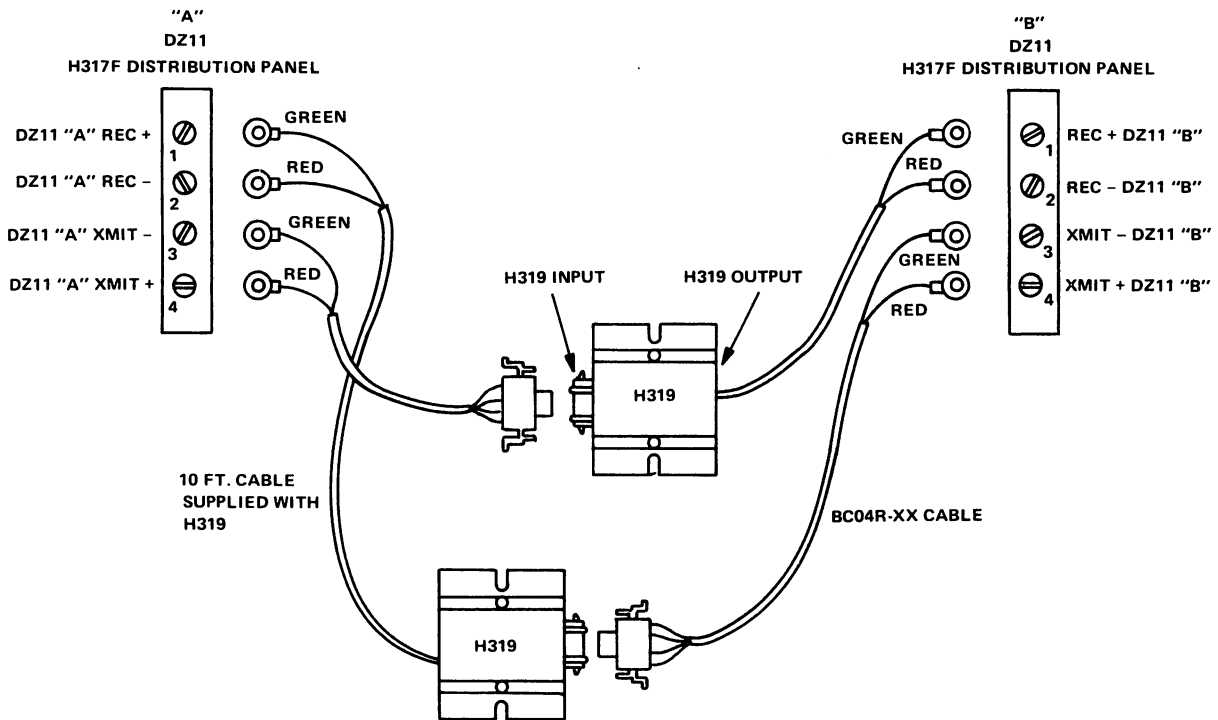 "A"
DZ11
H317F DISTRIBUTION PANEL
DZ11 "A" REC +
1
DZ11 "A" REC −
2
DZ11 "A" XMIT −
3
DZ11 "A" XMIT +
4
GREEN
RED
GREEN
RED
"B"
DZ11
H317F DISTRIBUTION PANEL
GREEN
RED
GREEN
RED
1
REC + DZ11 "B"
2
REC − DZ11 "B"
3
XMIT − DZ11 "B"
4
XMIT + DZ11 "B"
H319 INPUT
H319 OUTPUT
H319
10 FT. CABLE
SUPPLIED WITH
H319
BC04R-XX CABLE
H319